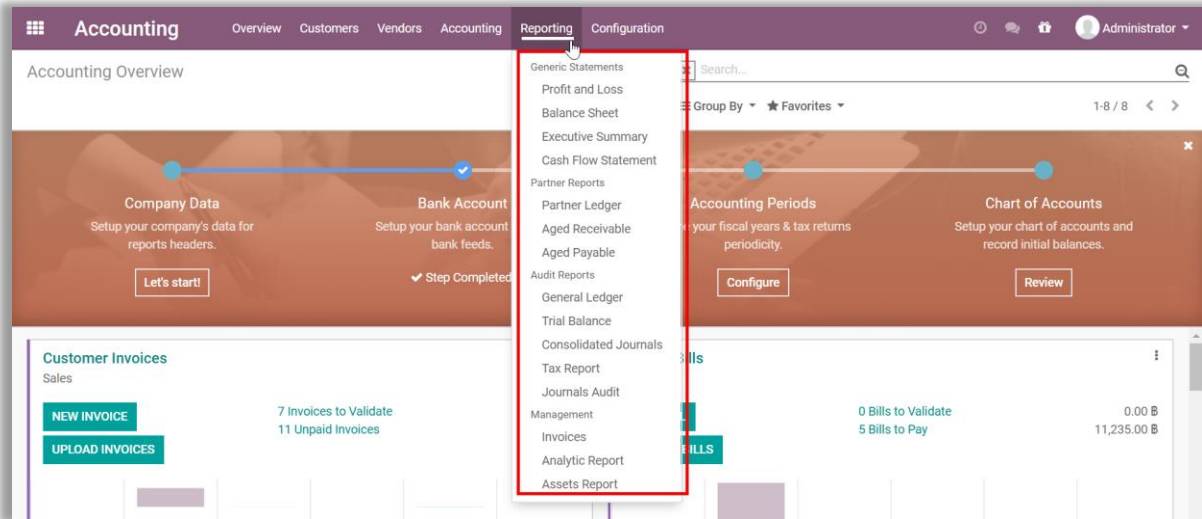 Accounting Overview Customers Vendors Accounting Reporting Configuration Administrator
Accounting Overview
Search...
Group By Favorites 1-8 / 8
Generic Statements
Profit and Loss
Balance Sheet
Executive Summary
Cash Flow Statement
Partner Reports
Partner Ledger
Aged Receivable
Aged Payable
Audit Reports
General Ledger
Trial Balance
Consolidated Journals
Tax Report
Journals Audit
Management
Invoices
Analytic Report
Assets Report
Company Data
Setup your company's data for
reports headers.
Let's start!
Bank Account
Setup your bank account
bank feeds.
Step Completed
Accounting Periods
your fiscal years & tax returns
periodicity.
Configure
Chart of Accounts
Setup your chart of accounts and
record initial balances.
Review
Customer Invoices
Sales
NEW INVOICE
UPLOAD INVOICES
7 Invoices to Validate
11 Unpaid Invoices
0 Bills to Validate 0.00 ฿
5 Bills to Pay 11,235.00 ฿